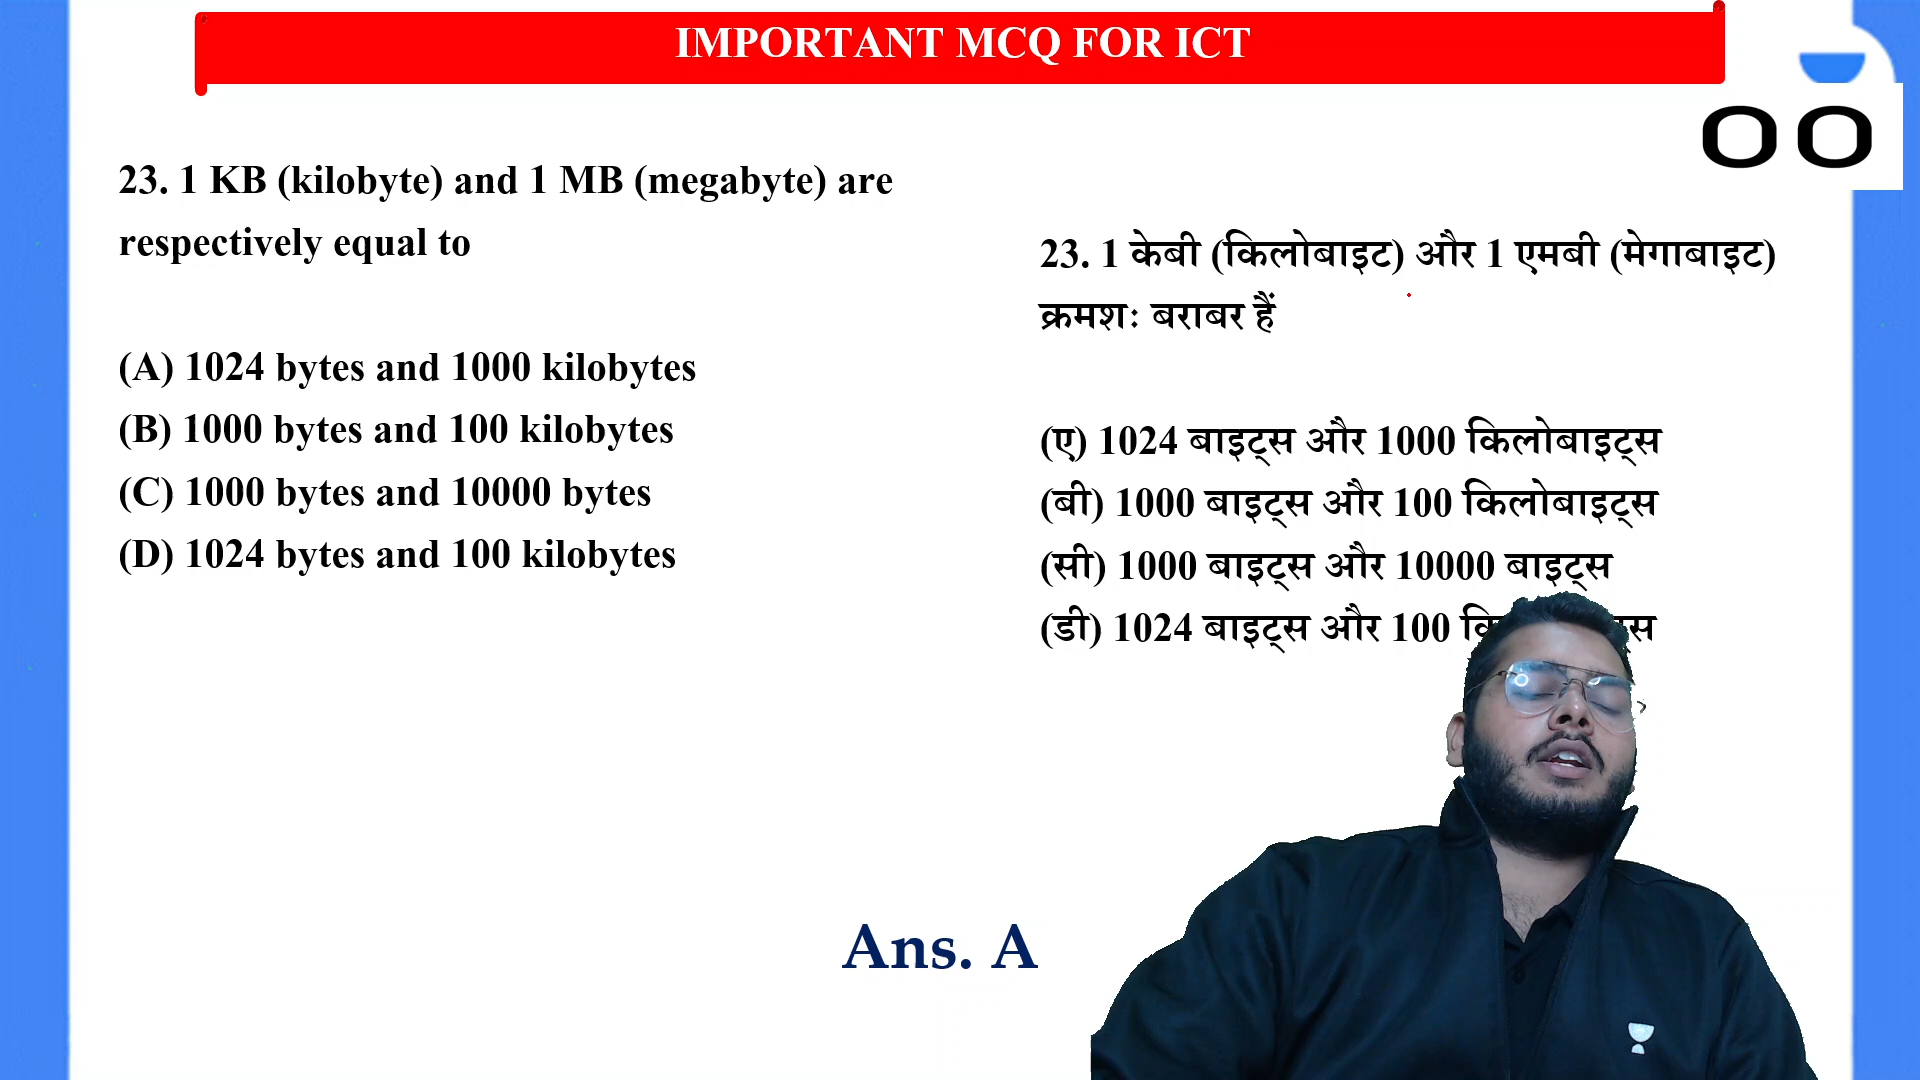 IMPORTANT MCQ FOR ICT
23. 1 KB (kilobyte) and 1 MB (megabyte) are
respectively equal to
(A) 1024 bytes and 1000 kilobytes
(B) 1000 bytes and 100 kilobytes
(C) 1000 bytes and 10000 bytes
(D) 1024 bytes and 100 kilobytes
23. 1 केबी (किलोबाइट) और 1 एमबी (मेगाबाइट)
क्रमशः बराबर हैं
(ए) 1024 बाइट्स और 1000 किलोबाइट्स
(बी) 1000 बाइट्स और 100 किलोबाइट्स
(सी) 1000 बाइट्स और 10000 बाइट्स
(डी) 1024 बाइट्स और 100
Ans. A